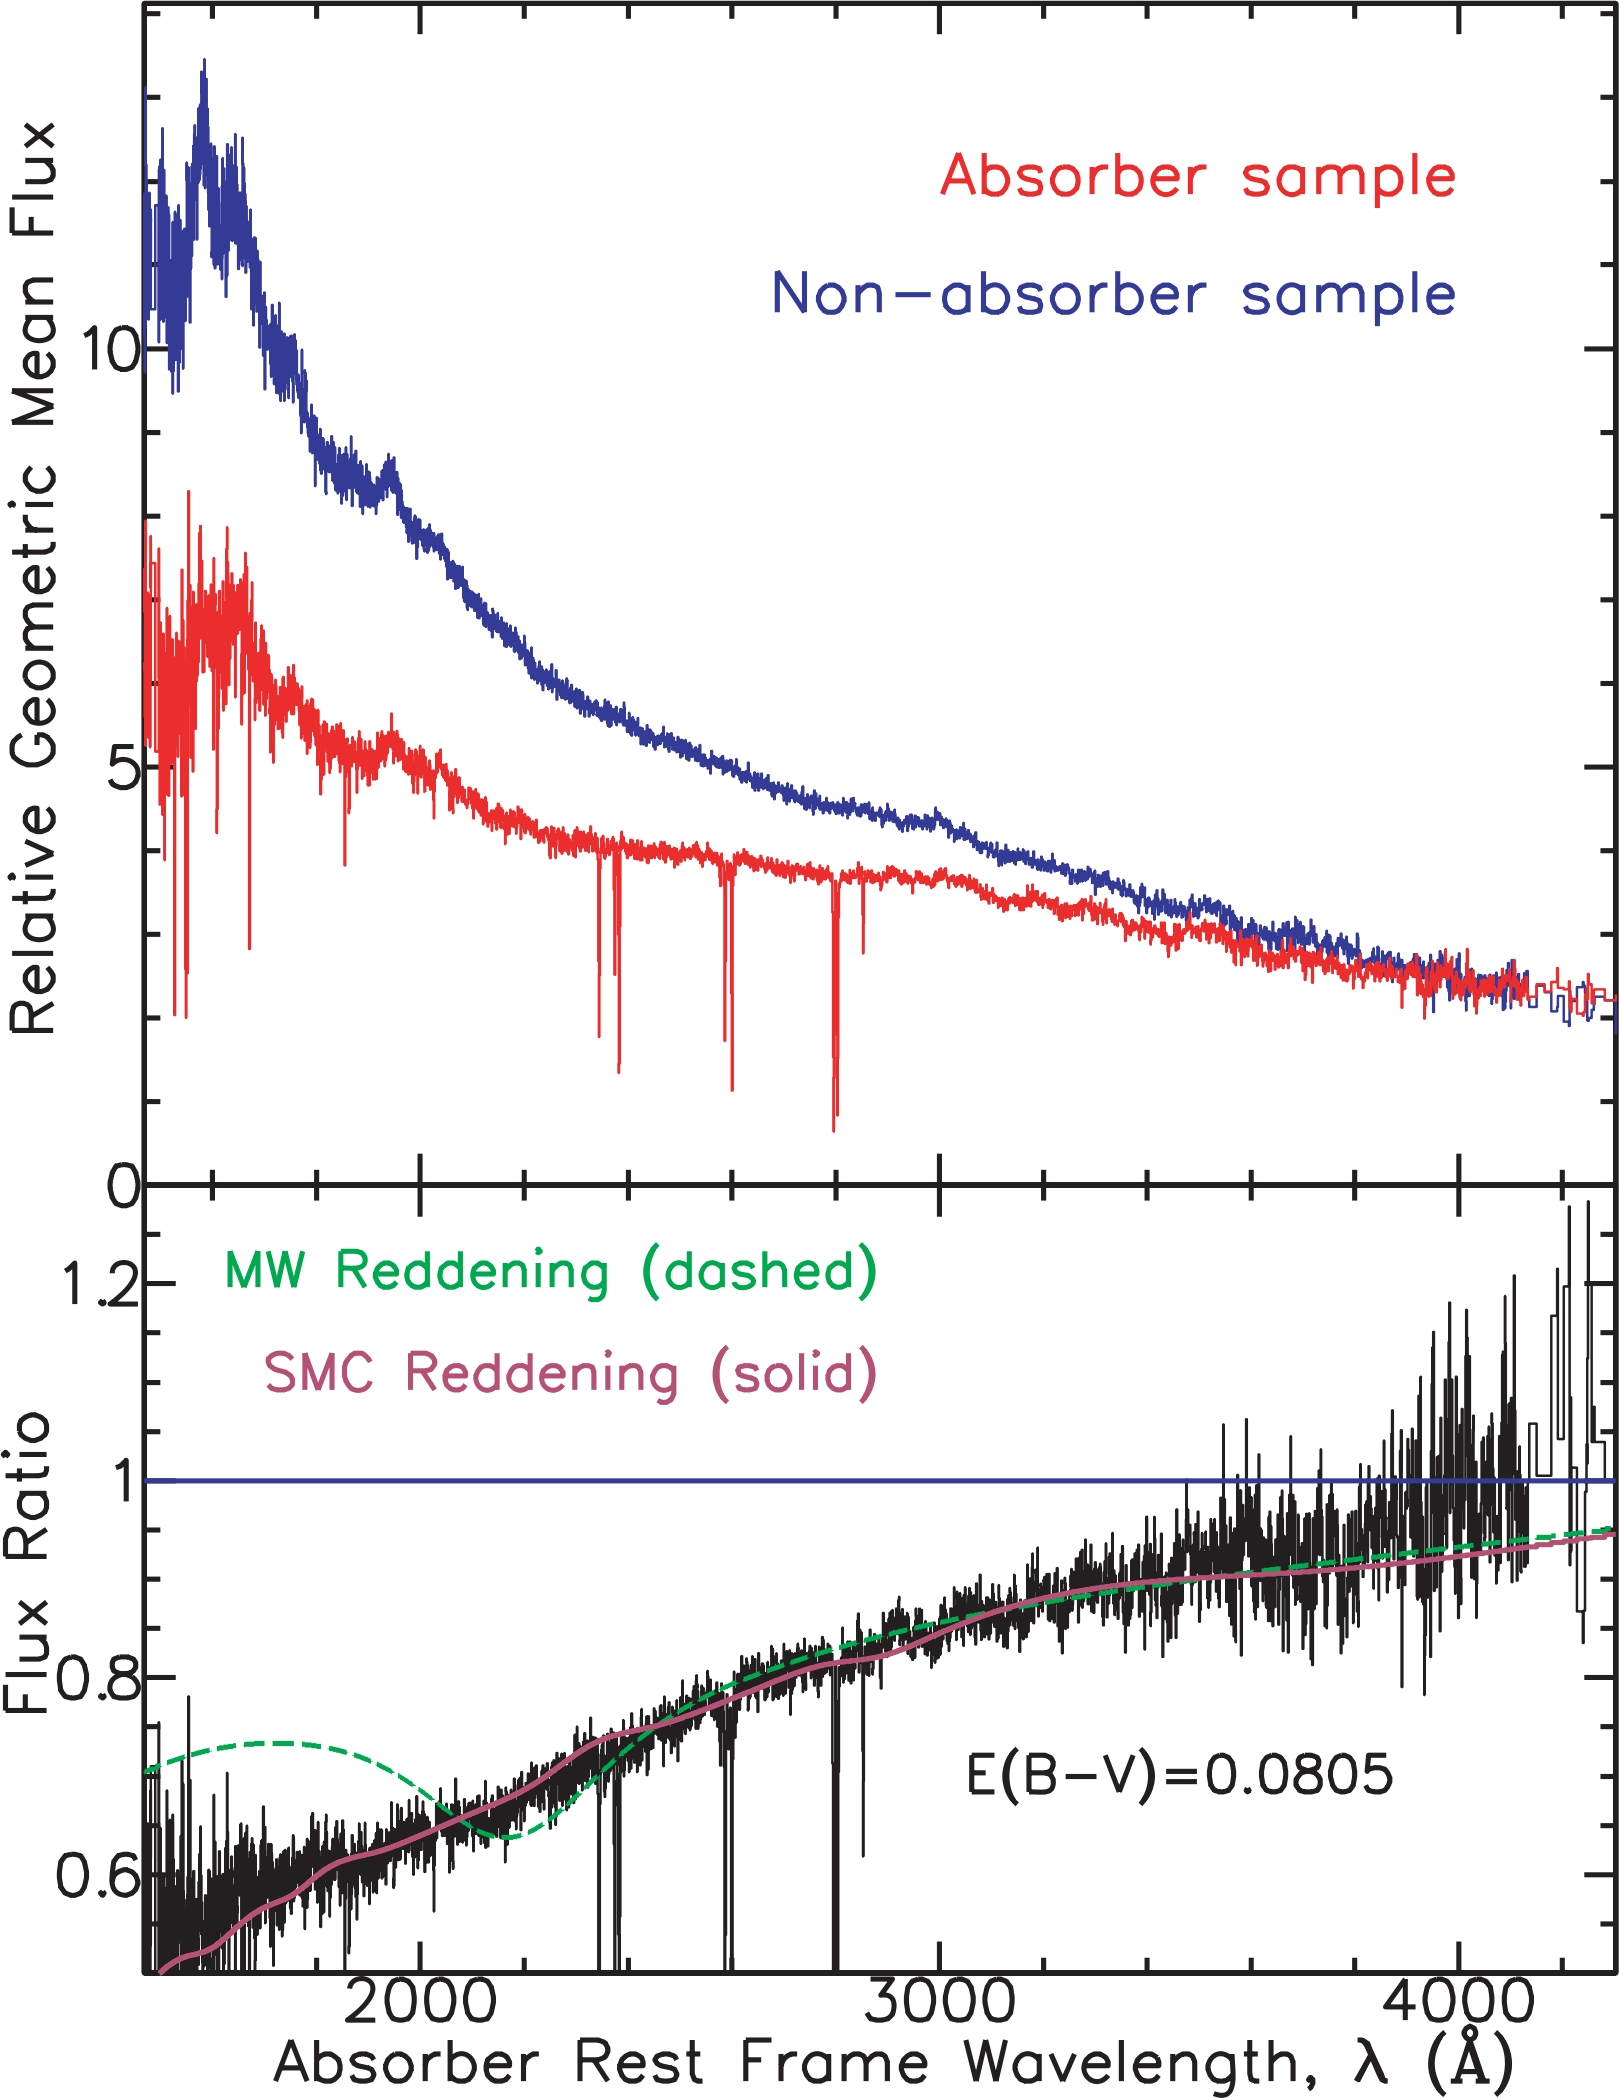 Relative Geometric Mean Flux
Absorber sample
Non-absorber sample
10
5
0
Flux Ratio
MW Reddening (dashed)
SMC Reddening (solid)
1.2
1
0.8
0.6
E(B-V)=0.0805
2000 3000 4000
Absorber Rest Frame Wavelength, λ (Å)